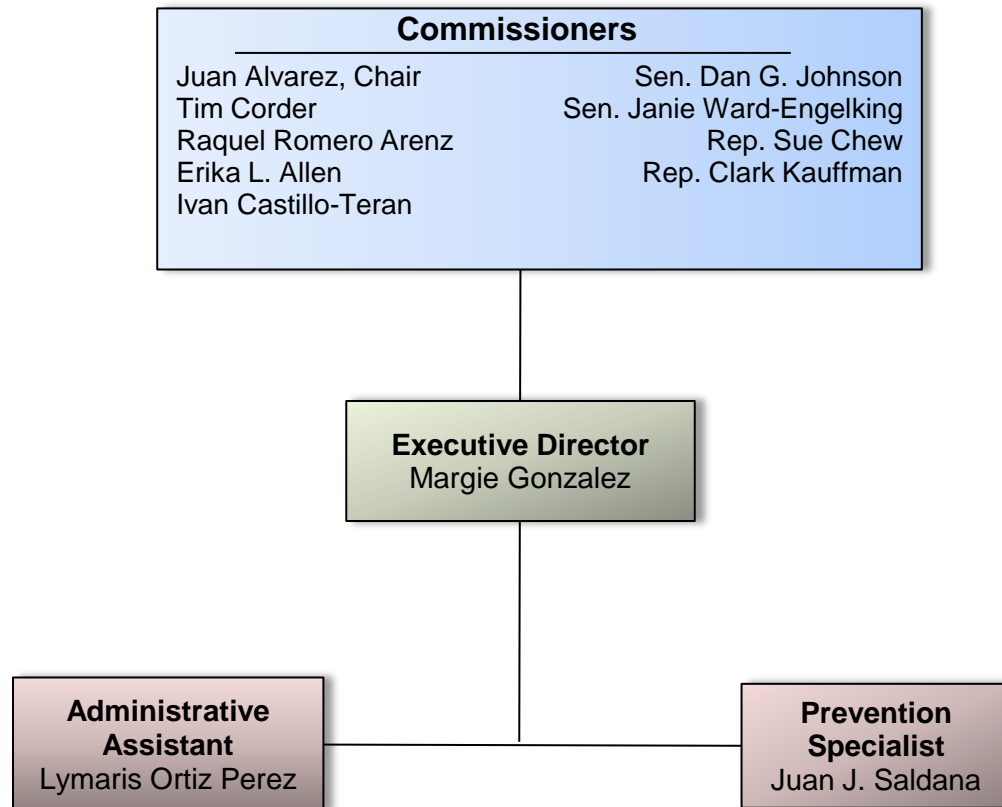 Commissioners
Juan Alvarez, Chair
Tim Corder
Raquel Romero Arenz
Erika L. Allen
Ivan Castillo-Teran
Sen. Dan G. Johnson
Sen. Janie Ward-Engelking
Rep. Sue Chew
Rep. Clark Kauffman
Executive Director
Margie Gonzalez
Administrative
Assistant
Lymaris Ortiz Perez
Prevention
Specialist
Juan J. Saldana